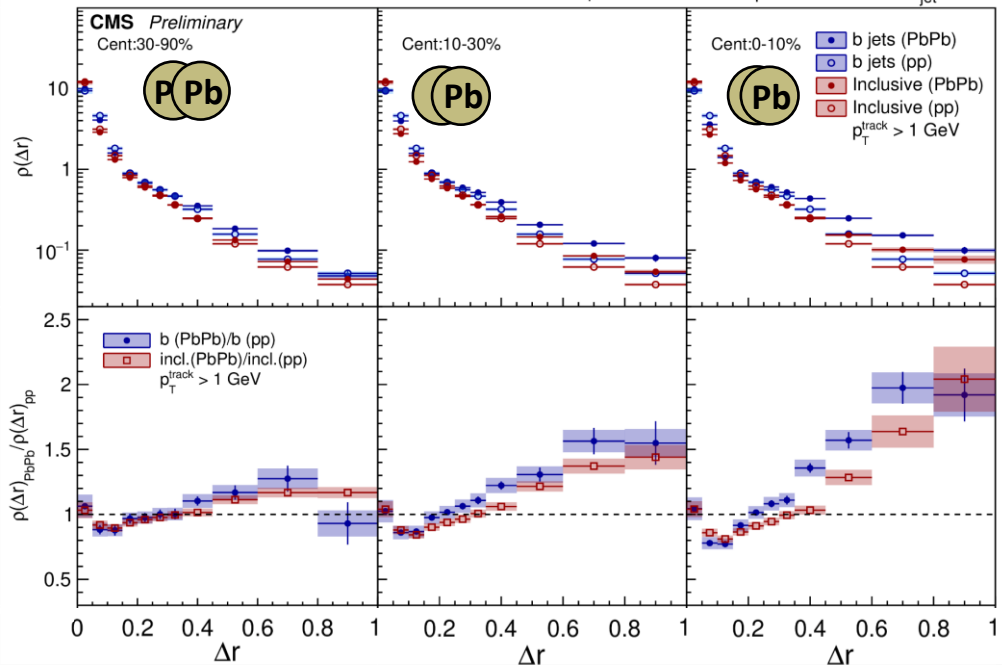 jet
CMS Preliminary
Cent:30-90%
P Pb
Cent:10-30%
Pb
Cent:0-10%
Pb
b jets (PbPb)
b jets (pp)
Inclusive (PbPb)
Inclusive (pp)
p_T^track > 1 GeV
ρ(Δr)
10
1
10^−1
b (PbPb)/b (pp)
incl.(PbPb)/incl.(pp)
p_T^track > 1 GeV
ρ(Δr)_PbPb/ρ(Δr)_pp
2.5
2
1.5
1
0.5
0 0.2 0.4 0.6 0.8 1
0.2 0.4 0.6 0.8 1
0.2 0.4 0.6 0.8 1
Δr
Δr
Δr